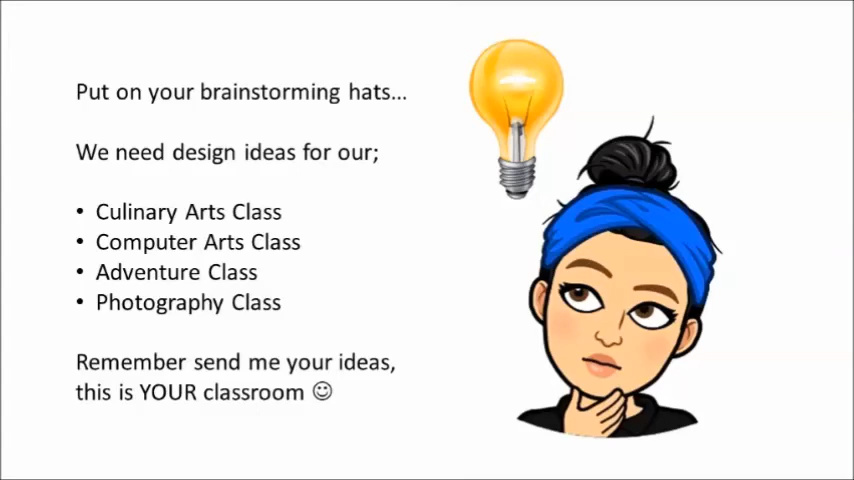 Put on your brainstorming hats...
We need design ideas for our;
• Culinary Arts Class
• Computer Arts Class
• Adventure Class
• Photography Class
Remember send me your ideas,
this is YOUR classroom ☺